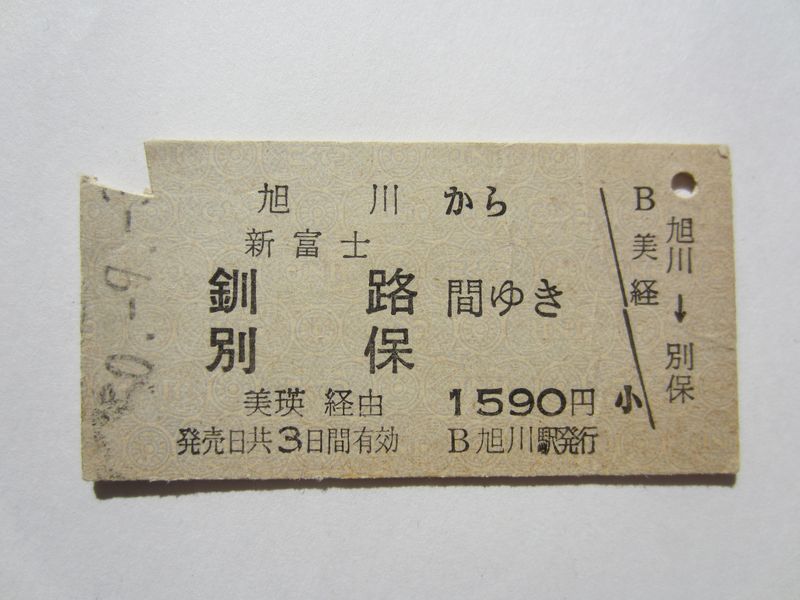 旭川から
新富士
釧路間ゆき
別保
美瑛経由 1590円
発売日共3日間有効 B旭川駅発行
小
B美経
旭川→別保